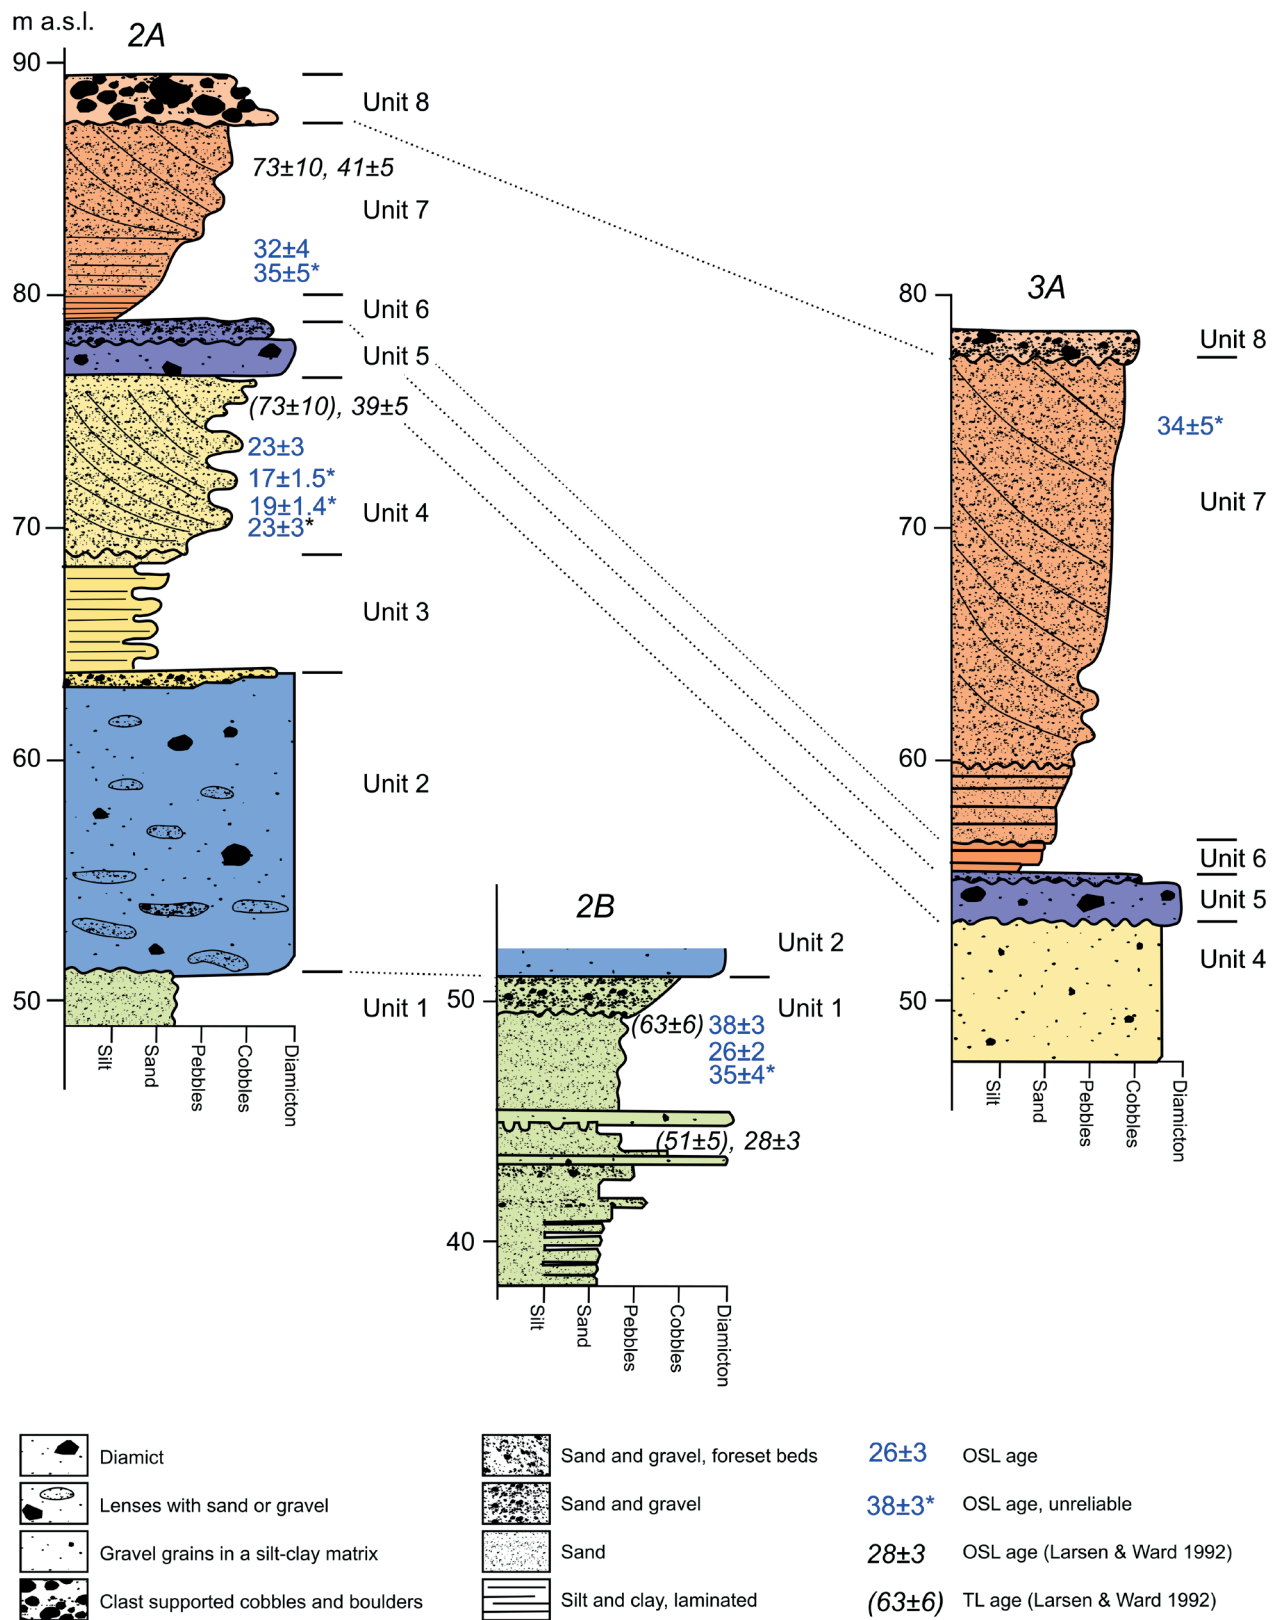 m a.s.l.
2A
90
Unit 8
73±10, 41±5
Unit 7
32±4
35±5*
80
Unit 6
Unit 5
(73±10), 39±5
23±3
17±1.5*
19±1.4*
23±3*
Unit 4
70
Unit 3
60
Unit 2
50
Unit 1
Silt
Sand
Pebbles
Cobbles
Diamicton
2B
Unit 2
50
Unit 1
(63±6) 38±3
26±2
35±4*
(51±5), 28±3
40
Silt
Sand
Pebbles
Cobbles
Diamicton
3A
80
Unit 8
34±5*
Unit 7
70
60
Unit 6
Unit 5
Unit 4
50
Silt
Sand
Pebbles
Cobbles
Diamicton
Diamict
Lenses with sand or gravel
Gravel grains in a silt-clay matrix
Clast supported cobbles and boulders
Sand and gravel, foreset beds
Sand and gravel
Sand
Silt and clay, laminated
26±3 OSL age
38±3* OSL age, unreliable
28±3 OSL age (Larsen & Ward 1992)
(63±6) TL age (Larsen & Ward 1992)